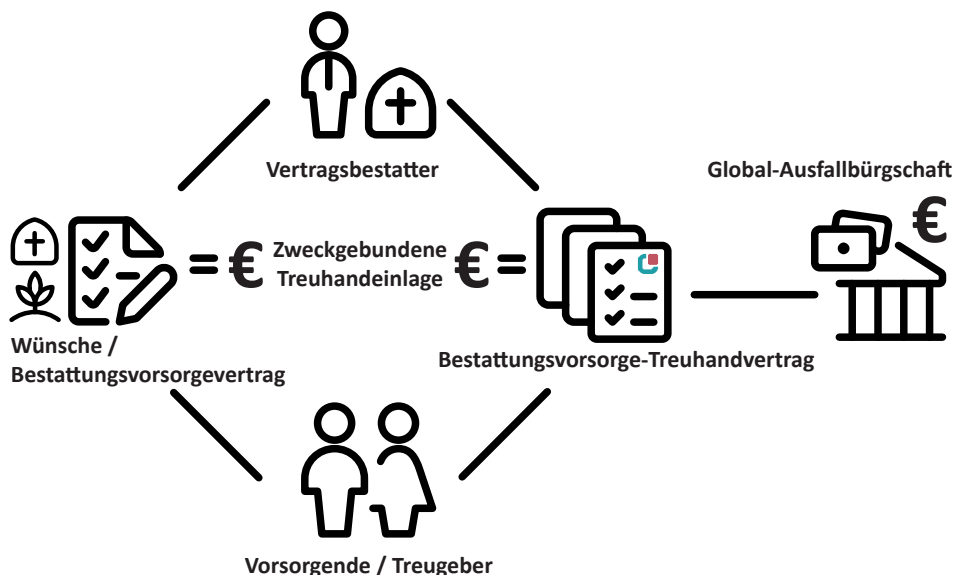 Vertragsbestatter
Global-Ausfallbürgschaft
€
= € Zweckgebundene € =
Treuhandeinlage
Wünsche /
Bestattungsvorsorgevertrag
Bestattungsvorsorge-Treuhandvertrag
Vorsorgende / Treugeber